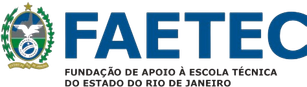 FAETEC
FUNDAÇÃO DE APOIO À ESCOLA TÉCNICA
DO ESTADO DO RIO DE JANEIRO